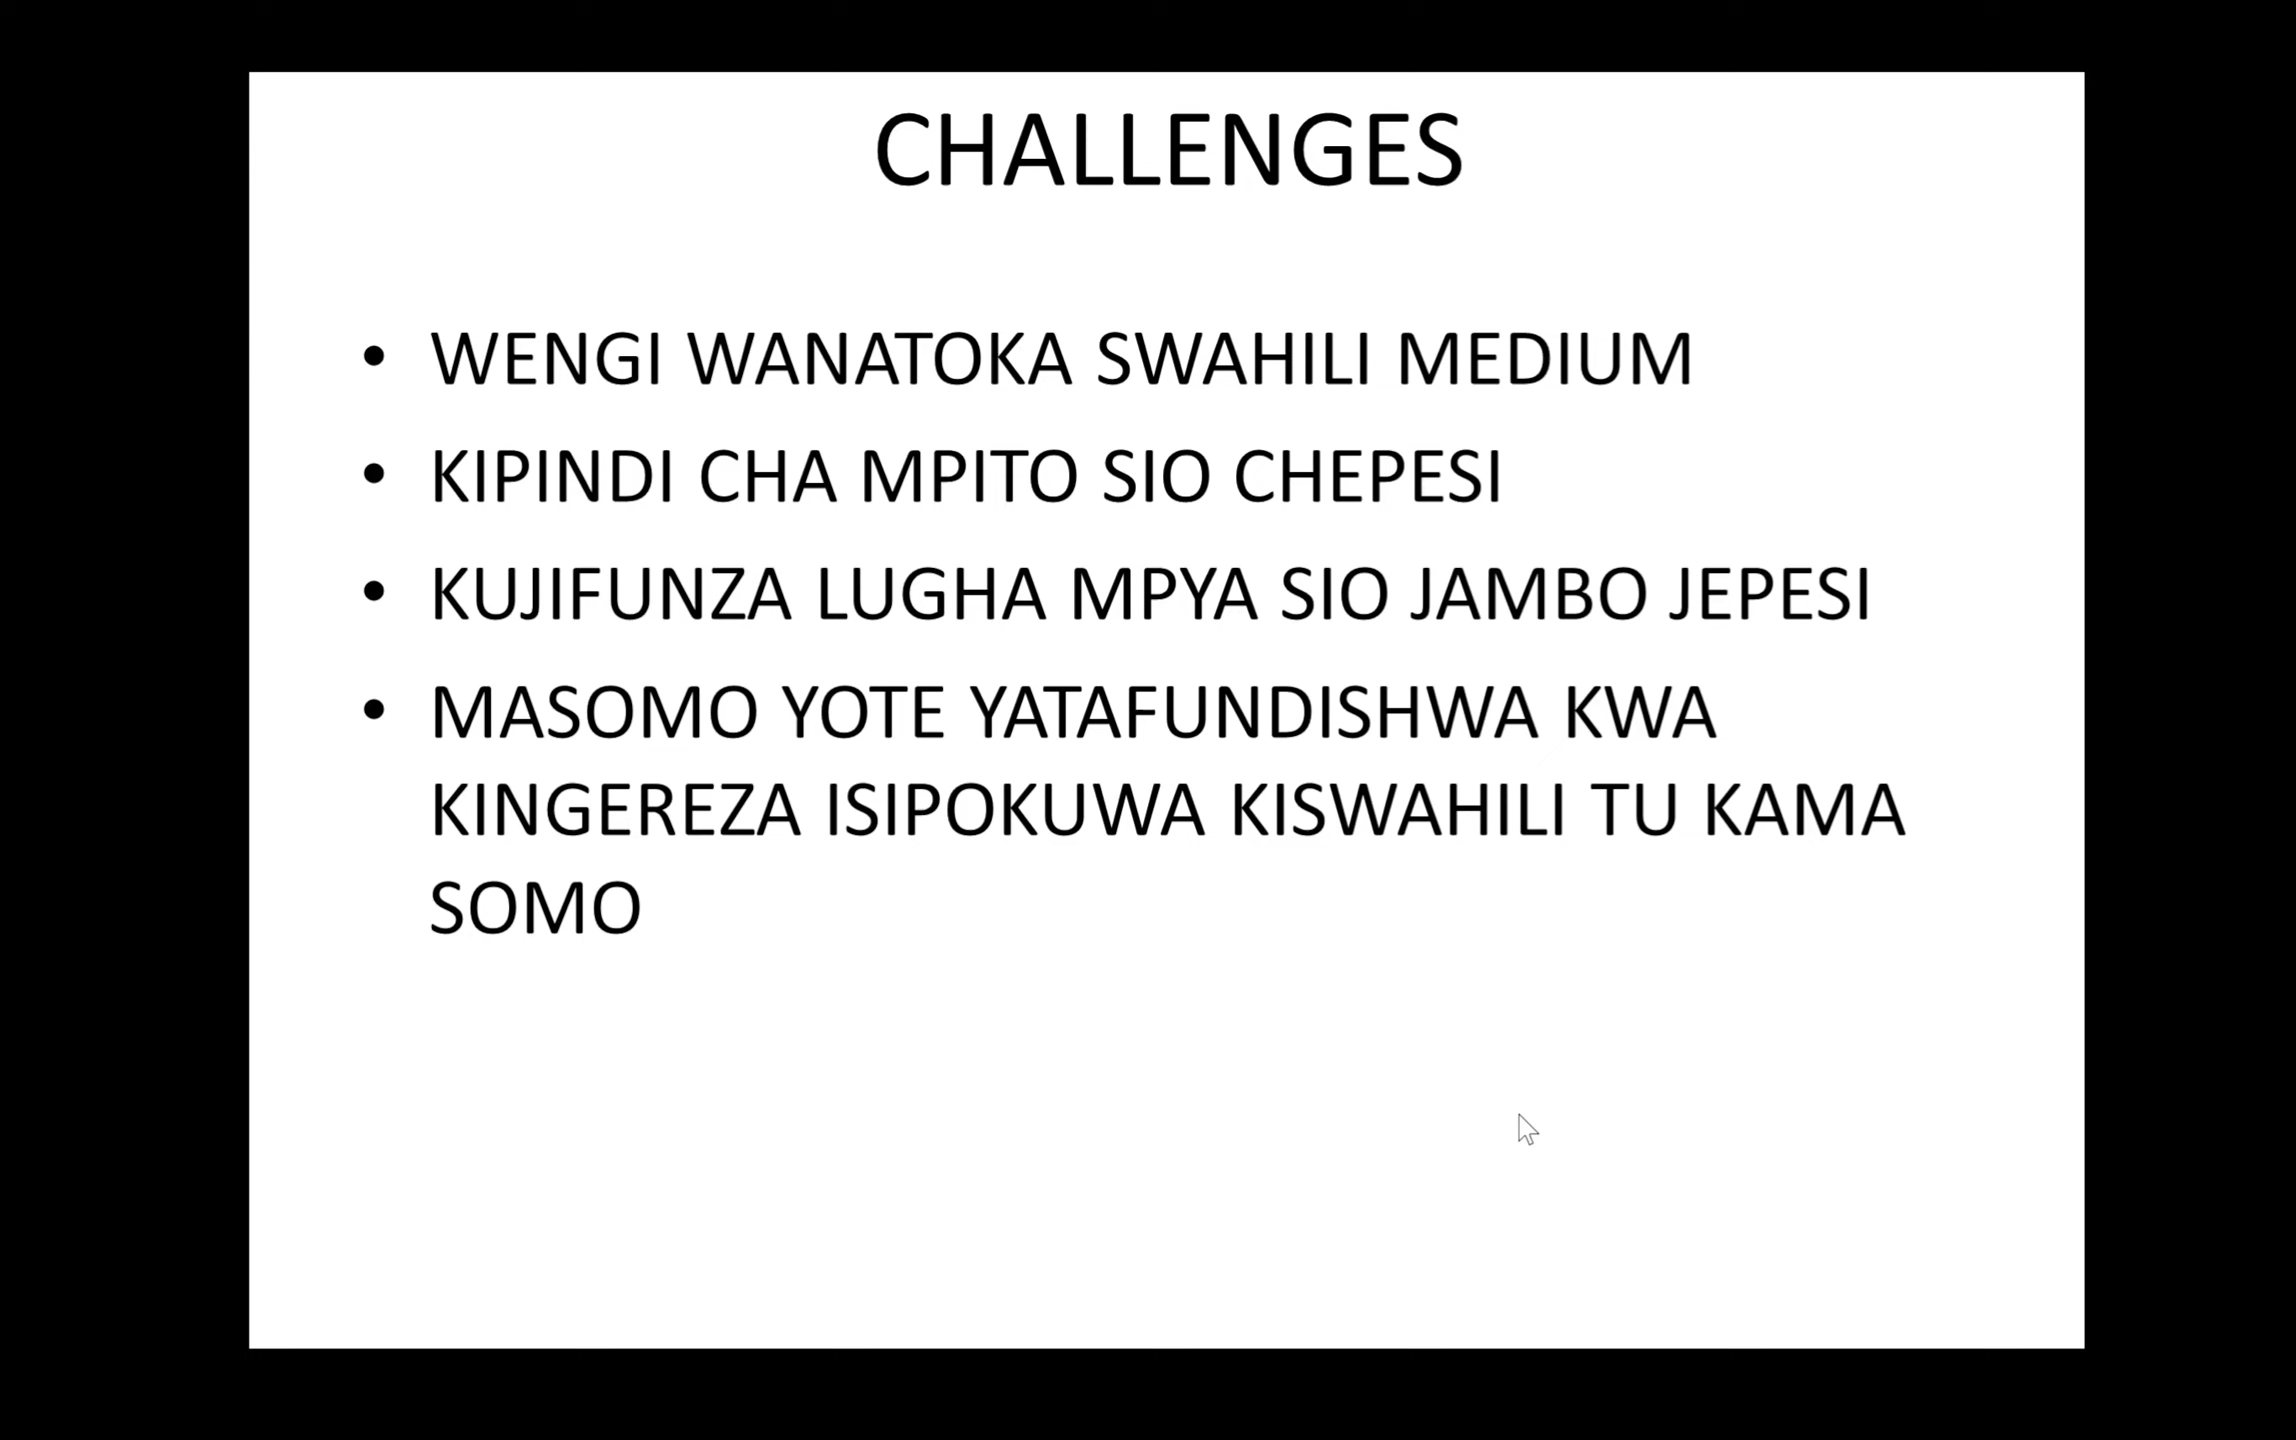 CHALLENGES
• WENGI WANATOKA SWAHILI MEDIUM
• KIPINDI CHA MPITO SIO CHEPESI
• KUJIFUNZA LUGHA MPYA SIO JAMBO JEPESI
• MASOMO YOTE YATAFUNDISHWA KWA
KINGEREZA ISIPOKUWA KISWAHILI TU KAMA
SOMO